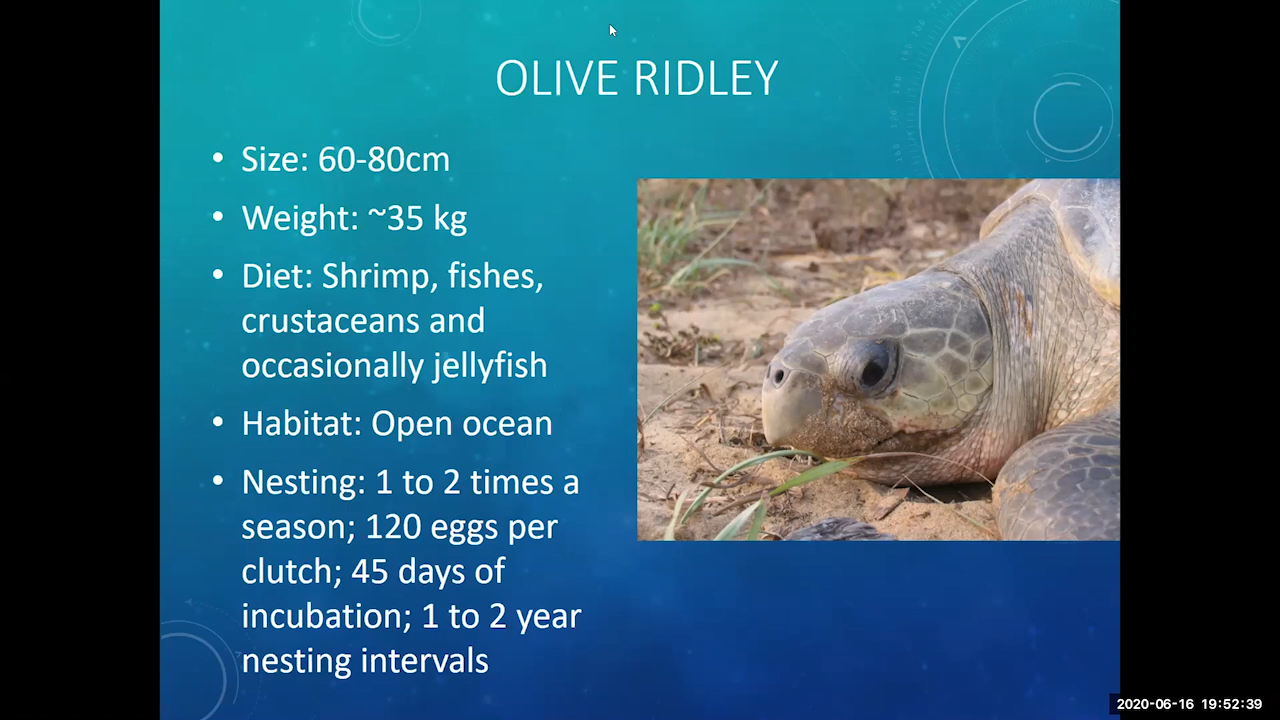 OLIVE RIDLEY
• Size: 60-80cm
• Weight: ~35 kg
• Diet: Shrimp, fishes,
crustaceans and
occasionally jellyfish
• Habitat: Open ocean
• Nesting: 1 to 2 times a
season; 120 eggs per
clutch; 45 days of
incubation; 1 to 2 year
nesting intervals
2020-06-16 19:52:39